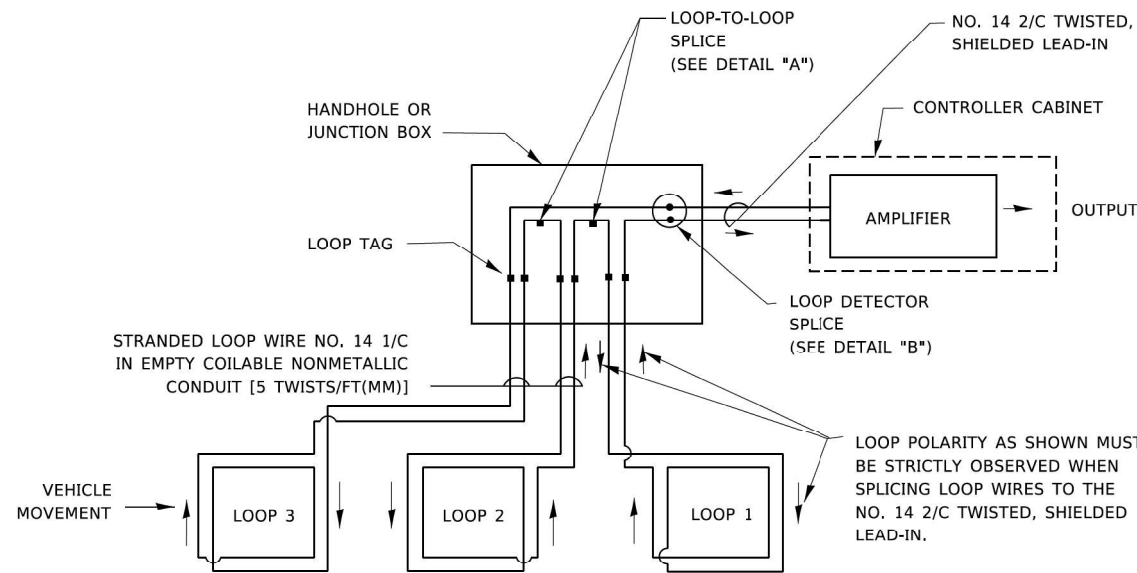 LOOP-TO-LOOP
SPLICE
(SEE DETAIL "A")
NO. 14 2/C TWISTED,
SHIELDED LEAD-IN
HANDHOLE OR
JUNCTION BOX
CONTROLLER CABINET
AMPLIFIER
OUTPUT
LOOP TAG
LOOP DETECTOR
SPLICE
(SEE DETAIL "B")
STRANDED LOOP WIRE NO. 14 1/C
IN EMPTY COILABLE NONMETALLIC
CONDUIT [5 TWISTS/FT(MM)]
LOOP POLARITY AS SHOWN MUST
BE STRICTLY OBSERVED WHEN
SPLICING LOOP WIRES TO THE
NO. 14 2/C TWISTED, SHIELDED
LEAD-IN.
VEHICLE
MOVEMENT
LOOP 3
LOOP 2
LOOP 1